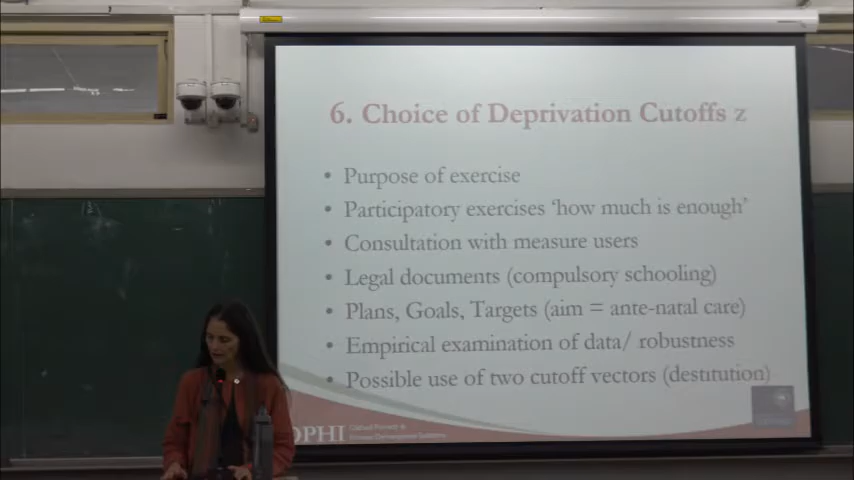 6. Choice of Deprivation Cutoffs z
• Purpose of exercise
• Participatory exercises ‘how much is enough’
• Consultation with measure users
• Legal documents (compulsory schooling)
• Plans, Goals, Targets (aim = ante-natal care)
• Empirical examination of data/ robustness
• Possible use of two cutoff vectors (destitution)
OPHI